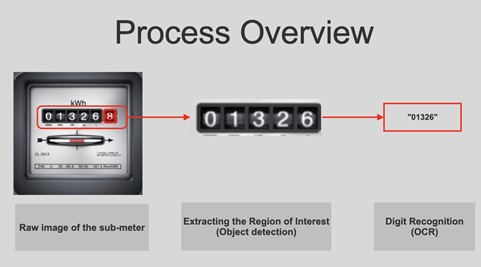 Process Overview
kWh
0 1 3 2 6 8
0 1 3 2 6
"01326"
Raw image of the sub-meter
Extracting the Region of Interest
(Object detection)
Digit Recognition
(OCR)